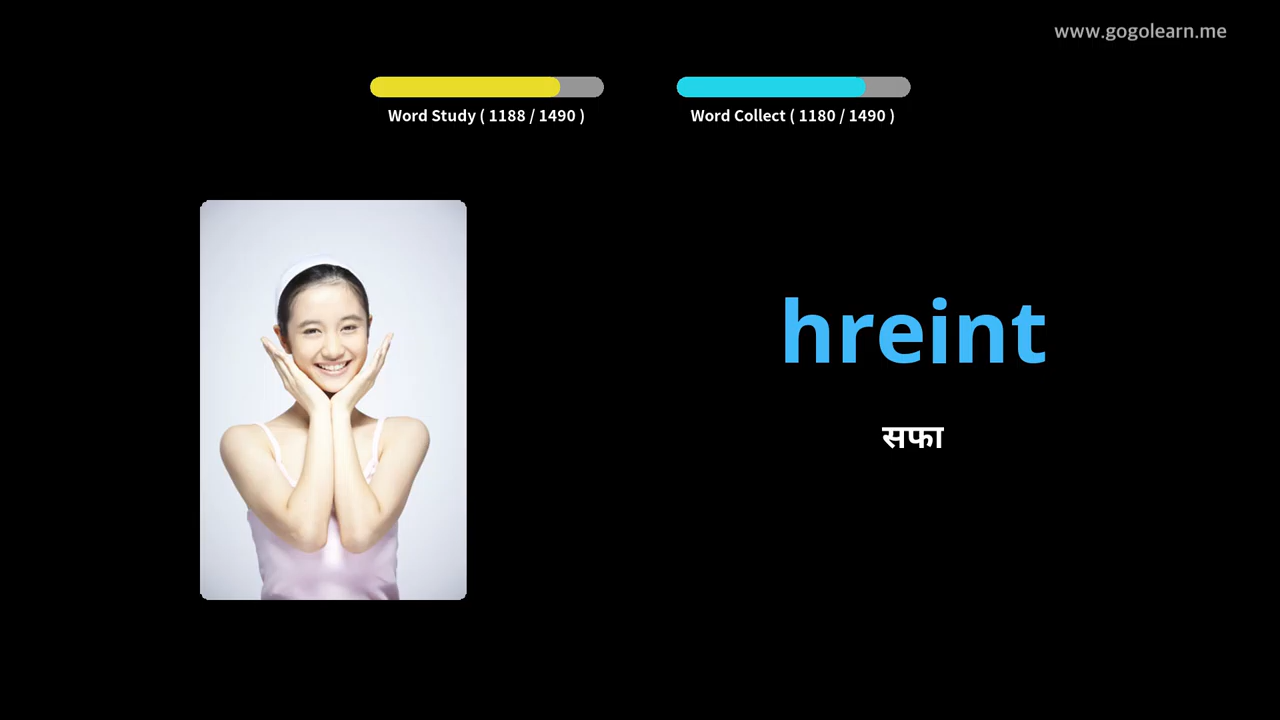 www.gogolearn.me
Word Study ( 1188 / 1490 )
Word Collect ( 1180 / 1490 )
hreint
सफा